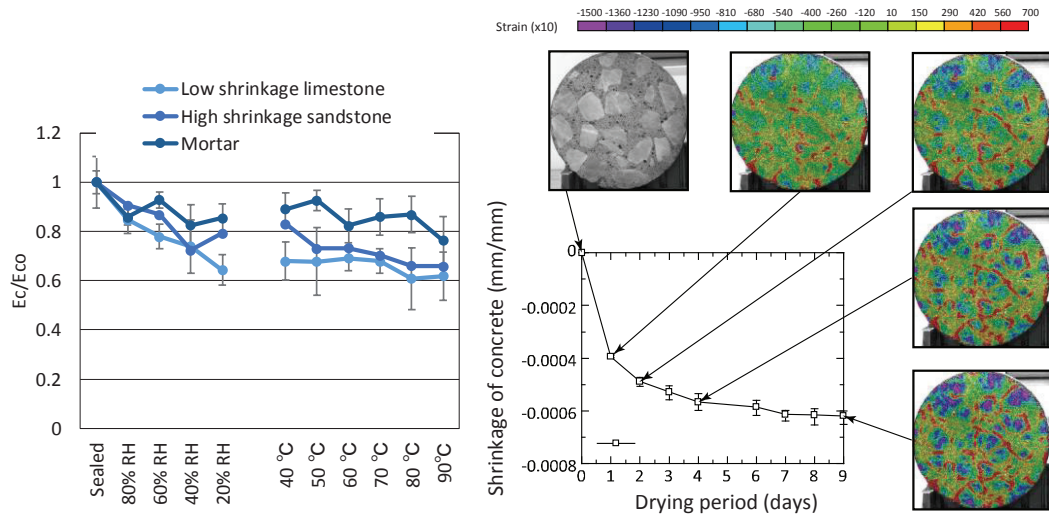 Low shrinkage limestone
High shrinkage sandstone
Mortar
Ec/Eco
1.2
1
0.8
0.6
0.4
0.2
0
Sealed
80% RH
60% RH
40% RH
20% RH
40 °C
50 °C
60 °C
70 °C
80 °C
90°C
Strain (x10)
-1500 -1360 -1230 -1090 -950 -810 -680 -540 -400 -260 -120 10 150 290 420 560 700
Shrinkage of concrete (mm/mm)
0
-0.0002
-0.0004
-0.0006
-0.0008
0 1 2 3 4 5 6 7 8 9
Drying period (days)